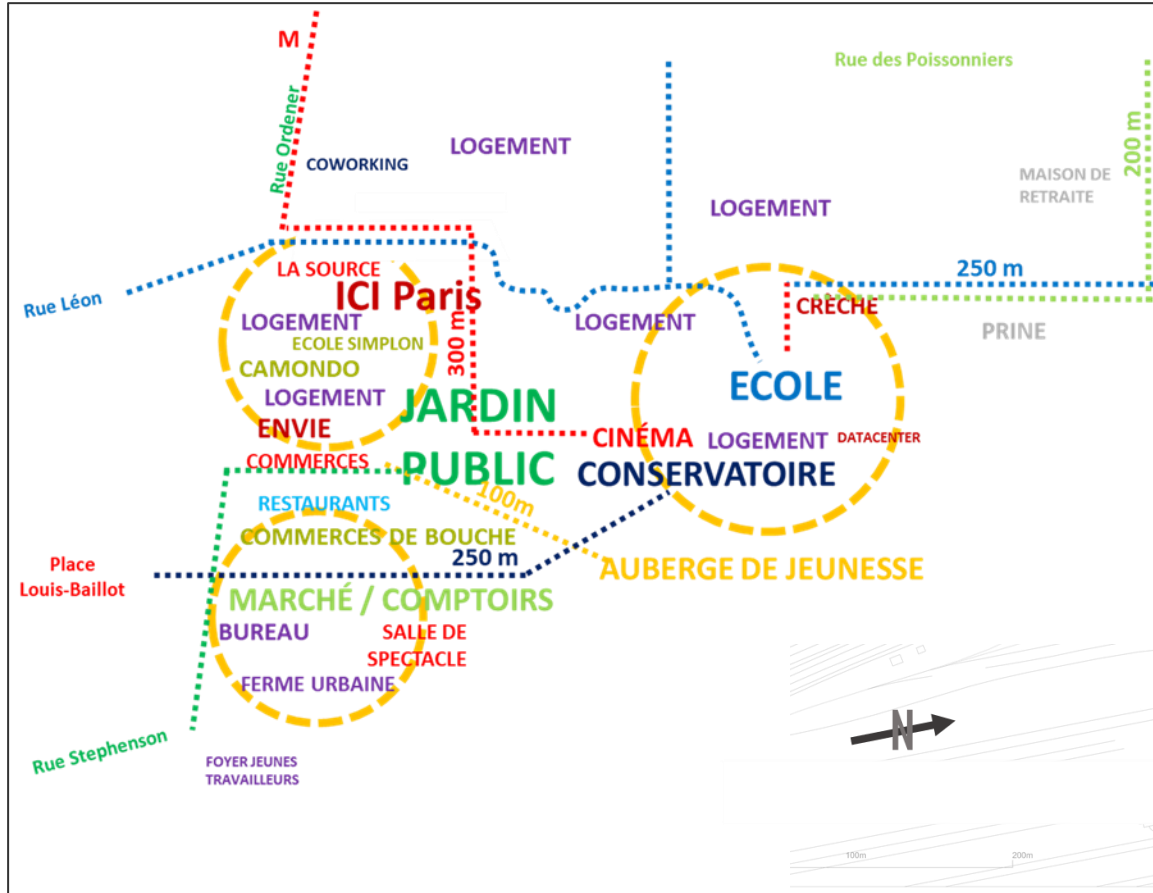 M
Rue des Poissonniers
Rue Ordener
200 m
LOGEMENT
COWORKING
MAISON DE
RETRAITE
LOGEMENT
LA SOURCE
250 m
Rue Léon
ICI Paris
CRÈCHE
LOGEMENT
LOGEMENT
PRINE
ECOLE SIMPLON
300 m
CAMONDO
ECOLE
LOGEMENT
JARDIN
ENVIE
CINÉMA
LOGEMENT
DATACENTER
COMMERCES
PUBLIC
CONSERVATOIRE
100m
RESTAURANTS
COMMERCES DE BOUCHE
250 m
Place
Louis-Baillot
AUBERGE DE JEUNESSE
MARCHÉ / COMPTOIRS
BUREAU
SALLE DE
SPECTACLE
FERME URBAINE
N
Rue Stephenson
FOYER JEUNES
TRAVAILLEURS
100m
200m